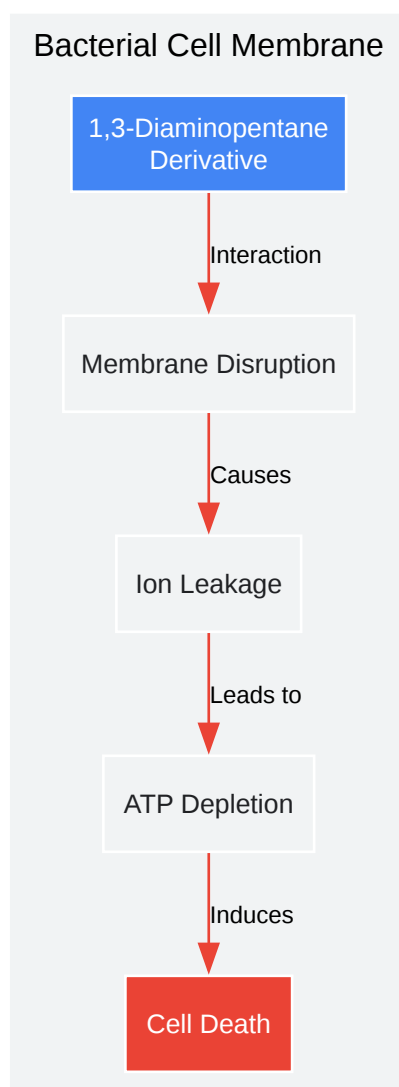 Bacterial Cell Membrane
1,3-Diaminopentane
Derivative
Interaction
Membrane Disruption
Causes
Ion Leakage
Leads to
ATP Depletion
Induces
Cell Death